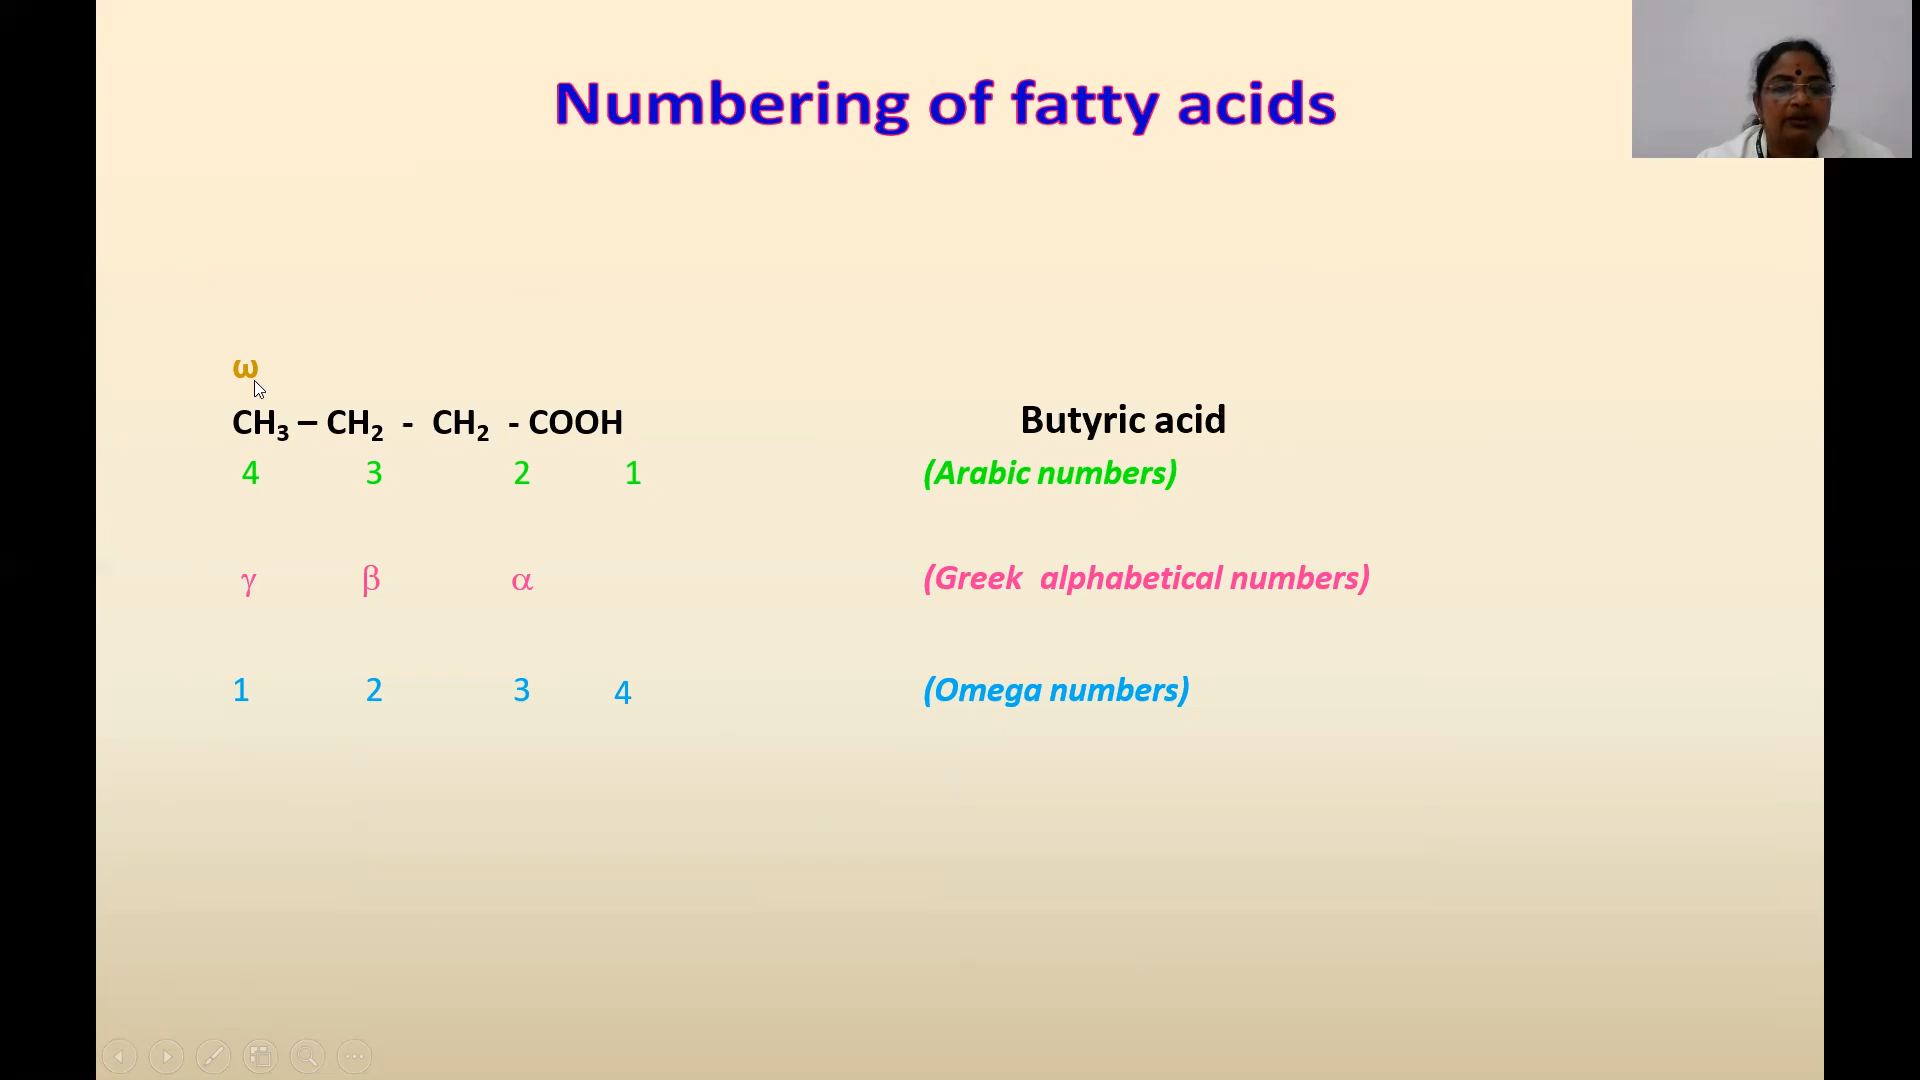 Numbering of fatty acids
ω
CH₃ – CH₂ - CH₂ - COOH Butyric acid
4 3 2 1 (Arabic numbers)
γ β α (Greek alphabetical numbers)
1 2 3 4 (Omega numbers)